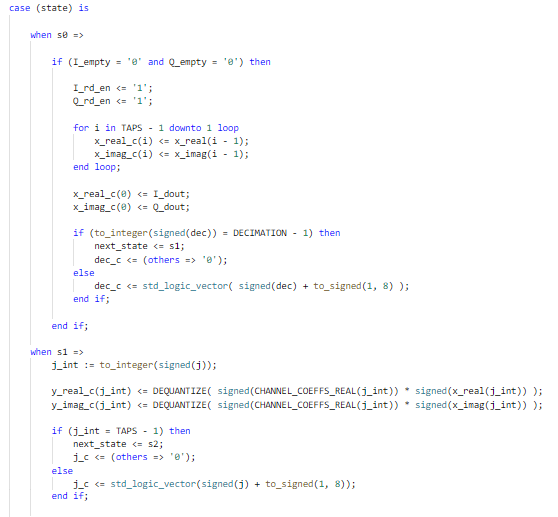 case (state) is
when s0 =>
if (I_empty = '0' and Q_empty = '0') then
I_rd_en <= '1';
Q_rd_en <= '1';
for i in TAPS - 1 downto 1 loop
x_real_c(i) <= x_real(i - 1);
x_imag_c(i) <= x_imag(i - 1);
end loop;
x_real_c(0) <= I_dout;
x_imag_c(0) <= Q_dout;
if (to_integer(signed(dec)) = DECIMATION - 1) then
next_state <= s1;
dec_c <= (others => '0');
else
dec_c <= std_logic_vector( signed(dec) + to_signed(1, 8) );
end if;
end if;
when s1 =>
j_int := to_integer(signed(j));
y_real_c(j_int) <= DEQUANTIZE( signed(CHANNEL_COEFFS_REAL(j_int)) * signed(x_real(j_int)) );
y_imag_c(j_int) <= DEQUANTIZE( signed(CHANNEL_COEFFS_REAL(j_int)) * signed(x_imag(j_int)) );
if (j_int = TAPS - 1) then
next_state <= s2;
j_c <= (others => '0');
else
j_c <= std_logic_vector(signed(j) + to_signed(1, 8));
end if;